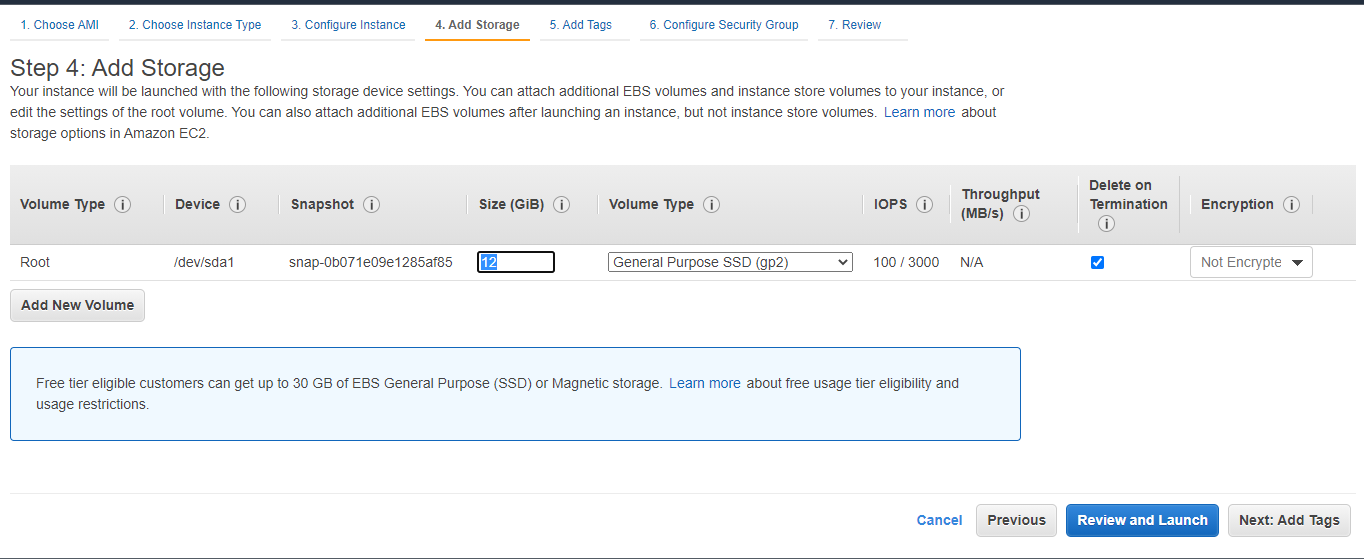 1. Choose AMI 2. Choose Instance Type 3. Configure Instance 4. Add Storage 5. Add Tags 6. Configure Security Group 7. Review
Step 4: Add Storage
Your instance will be launched with the following storage device settings. You can attach additional EBS volumes and instance store volumes to your instance, or
edit the settings of the root volume. You can also attach additional EBS volumes after launching an instance, but not instance store volumes. Learn more about
storage options in Amazon EC2.
Volume Type i Device i Snapshot i Size (GiB) i Volume Type i IOPS i Throughput (MB/s) i Delete on Termination i Encryption i
Root /dev/sda1 snap-0b071e09e1285af85 12 General Purpose SSD (gp2) 100 / 3000 N/A Not Encrypte
Add New Volume
Free tier eligible customers can get up to 30 GB of EBS General Purpose (SSD) or Magnetic storage. Learn more about free usage tier eligibility and
usage restrictions.
Cancel Previous Review and Launch Next: Add Tags